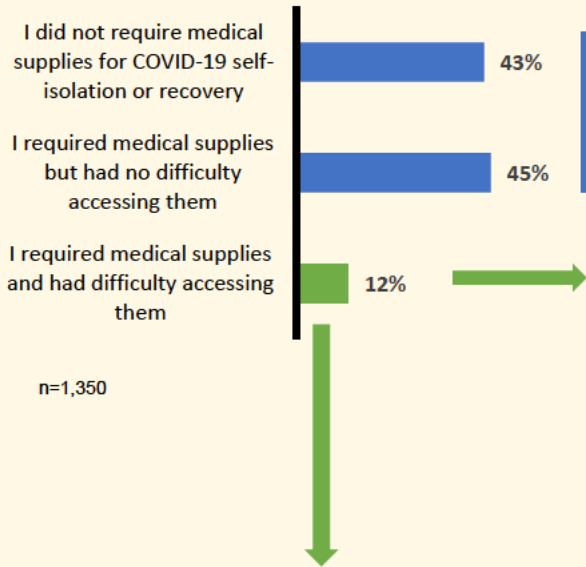 I did not require medical
supplies for COVID-19 self-
isolation or recovery
43%
I required medical supplies
but had no difficulty
accessing them
45%
I required medical supplies
and had difficulty accessing
them
12%
n=1,350